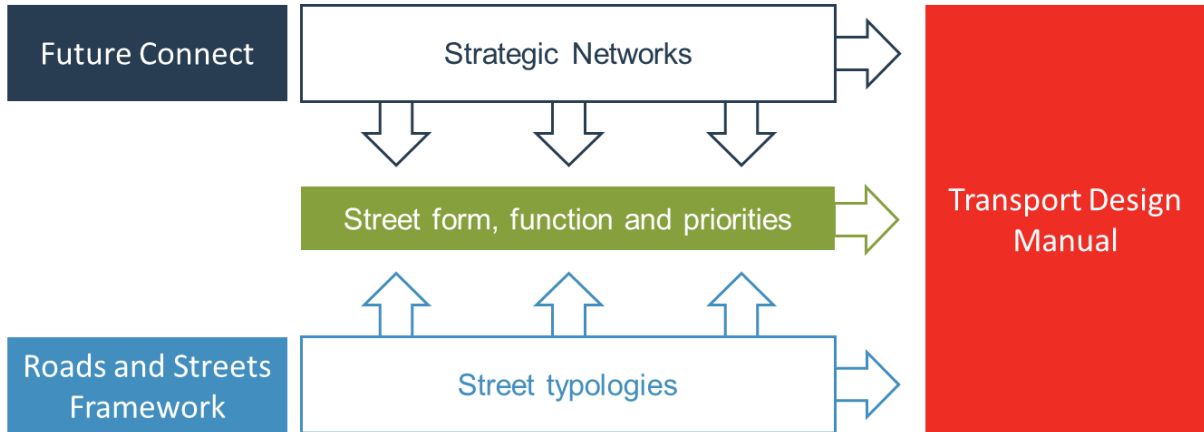 Future Connect
Strategic Networks
Street form, function and priorities
Transport Design
Manual
Roads and Streets
Framework
Street typologies